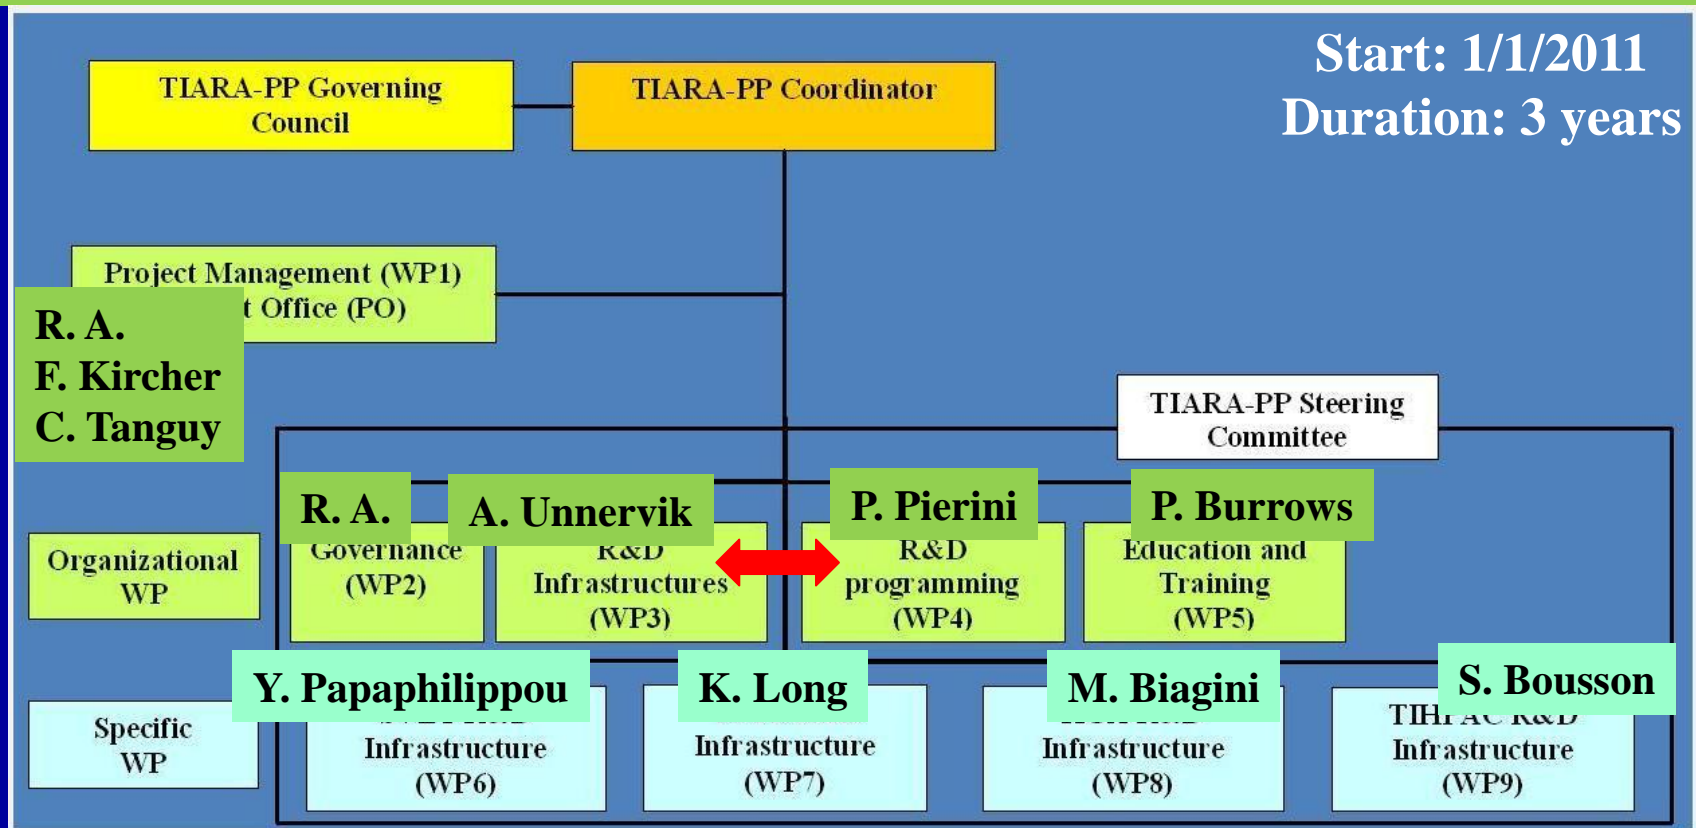 Start: 1/1/2011
Duration: 3 years
TIARA-PP Governing
Council
TIARA-PP Coordinator
Project Management (WP1)
t Office (PO)
R. A.
F. Kircher
C. Tanguy
TIARA-PP Steering
Committee
R. A.
A. Unnervik
P. Pierini
P. Burrows
Organizational
WP
Governance
(WP2)
R&D
Infrastructures
(WP3)
R&D
programming
(WP4)
Education and
Training
(WP5)
Y. Papaphilippou
K. Long
M. Biagini
S. Bousson
Specific
WP
Infrastructure
(WP6)
Infrastructure
(WP7)
Infrastructure
(WP8)
R&D
Infrastructure
(WP9)